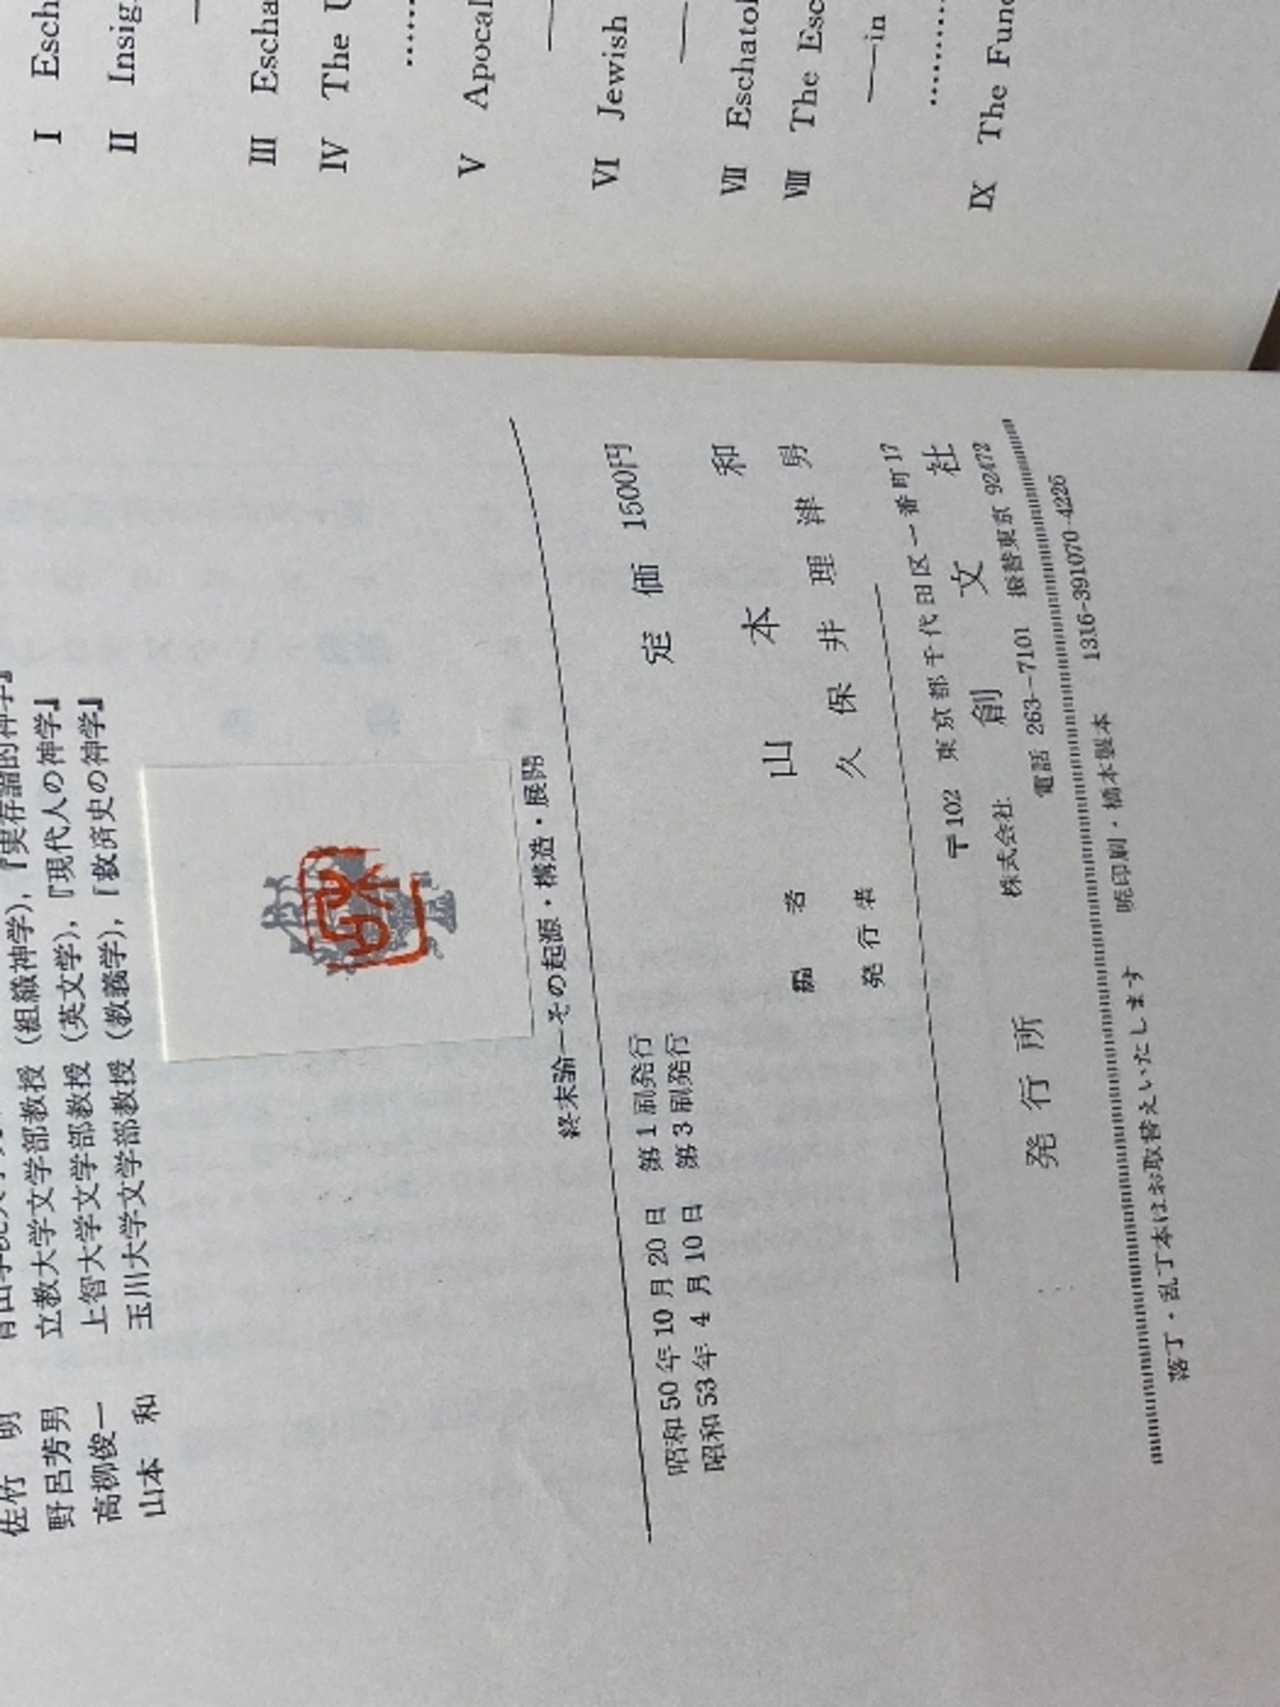 I Esch
II Insig
III Escha
IV The U
V Apocal
VI Jewish
VII Eschatol
VIII The Esc
——in
IX The Func
佐竹 明
野呂芳男 立教大学文学部教授（組織神学），『実存論的神学』
高柳俊一 上智大学文学部教授（英文学），『現代人の神学』
山本 和 玉川大学文学部教授（教義学），『救済史の神学』
終末論—その起源・構造・展開
昭和50年10月20日 第1刷発行
昭和53年4月10日 第3刷発行
定価 1500円
編者 山本 和
発行者 久保井理津男
〒102 東京都千代田区一番町17
発行所 株式会社 創文社
電話 263—7101 振替東京 92472
暁印刷・橋本製本 1316-391070-4226
落丁・乱丁本はお取替えいたします